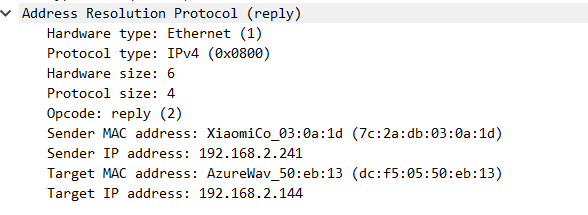 Address Resolution Protocol (reply)
Hardware type: Ethernet (1)
Protocol type: IPv4 (0x0800)
Hardware size: 6
Protocol size: 4
Opcode: reply (2)
Sender MAC address: XiaomiCo_03:0a:1d (7c:2a:db:03:0a:1d)
Sender IP address: 192.168.2.241
Target MAC address: AzureWav_50:eb:13 (dc:f5:05:50:eb:13)
Target IP address: 192.168.2.144